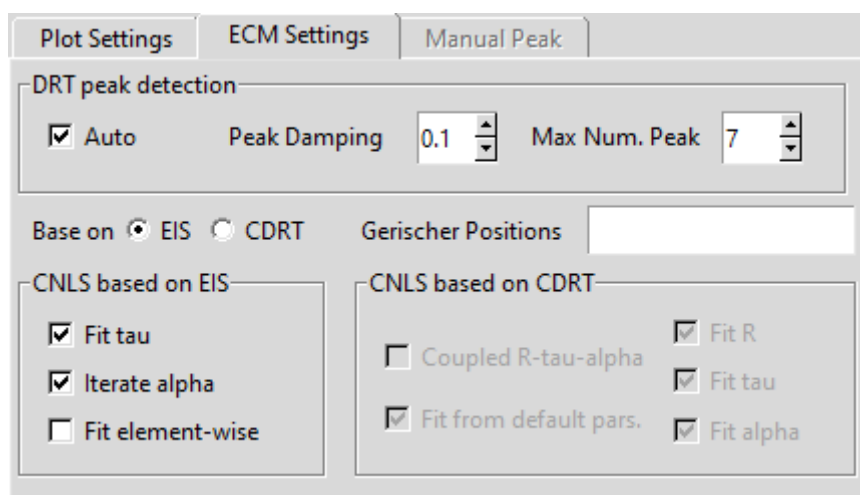 Plot Settings ECM Settings Manual Peak
DRT peak detection
Auto Peak Damping 0.1 Max Num. Peak 7
Base on EIS CDRT Gerischer Positions
CNLS based on EIS
Fit tau
Iterate alpha
Fit element-wise
CNLS based on CDRT
Coupled R-tau-alpha
Fit from default pars.
Fit R
Fit tau
Fit alpha